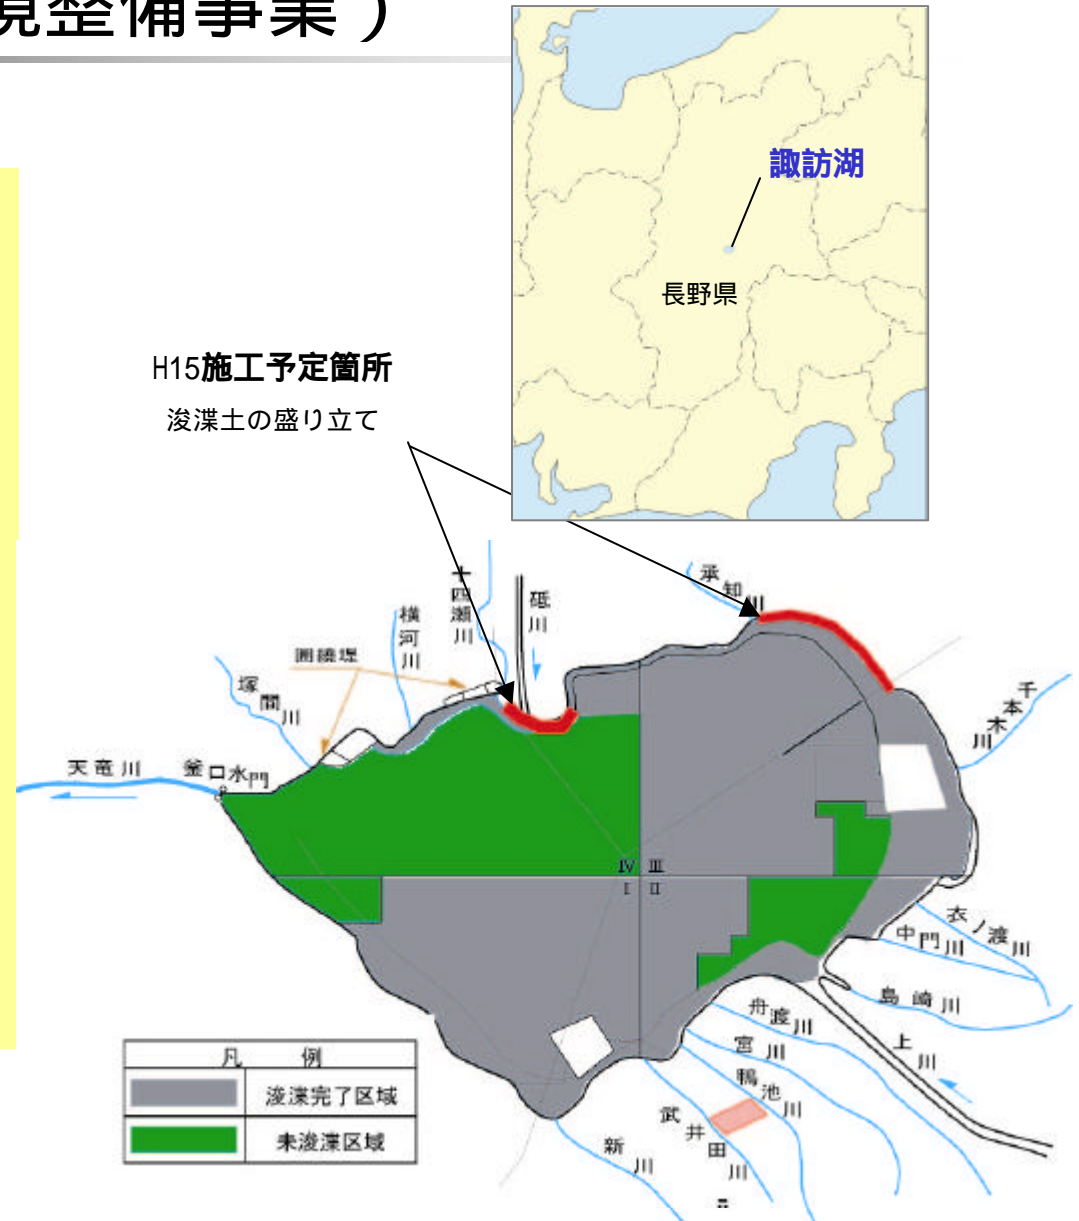 境整備事業）
諏訪湖
長野県
H15施工予定箇所
浚渫土の盛り立て
承知川
十四瀬川
砥川
横河川
囲繞堤
塚間川
千本木川
天竜川
釜口水門
Ⅳ Ⅲ
Ⅰ Ⅱ
衣ノ渡川
中門川
島崎川
舟渡川
宮川
上川
鴨池川
武井田川
新川
凡 例
浚渫完了区域
未浚渫区域